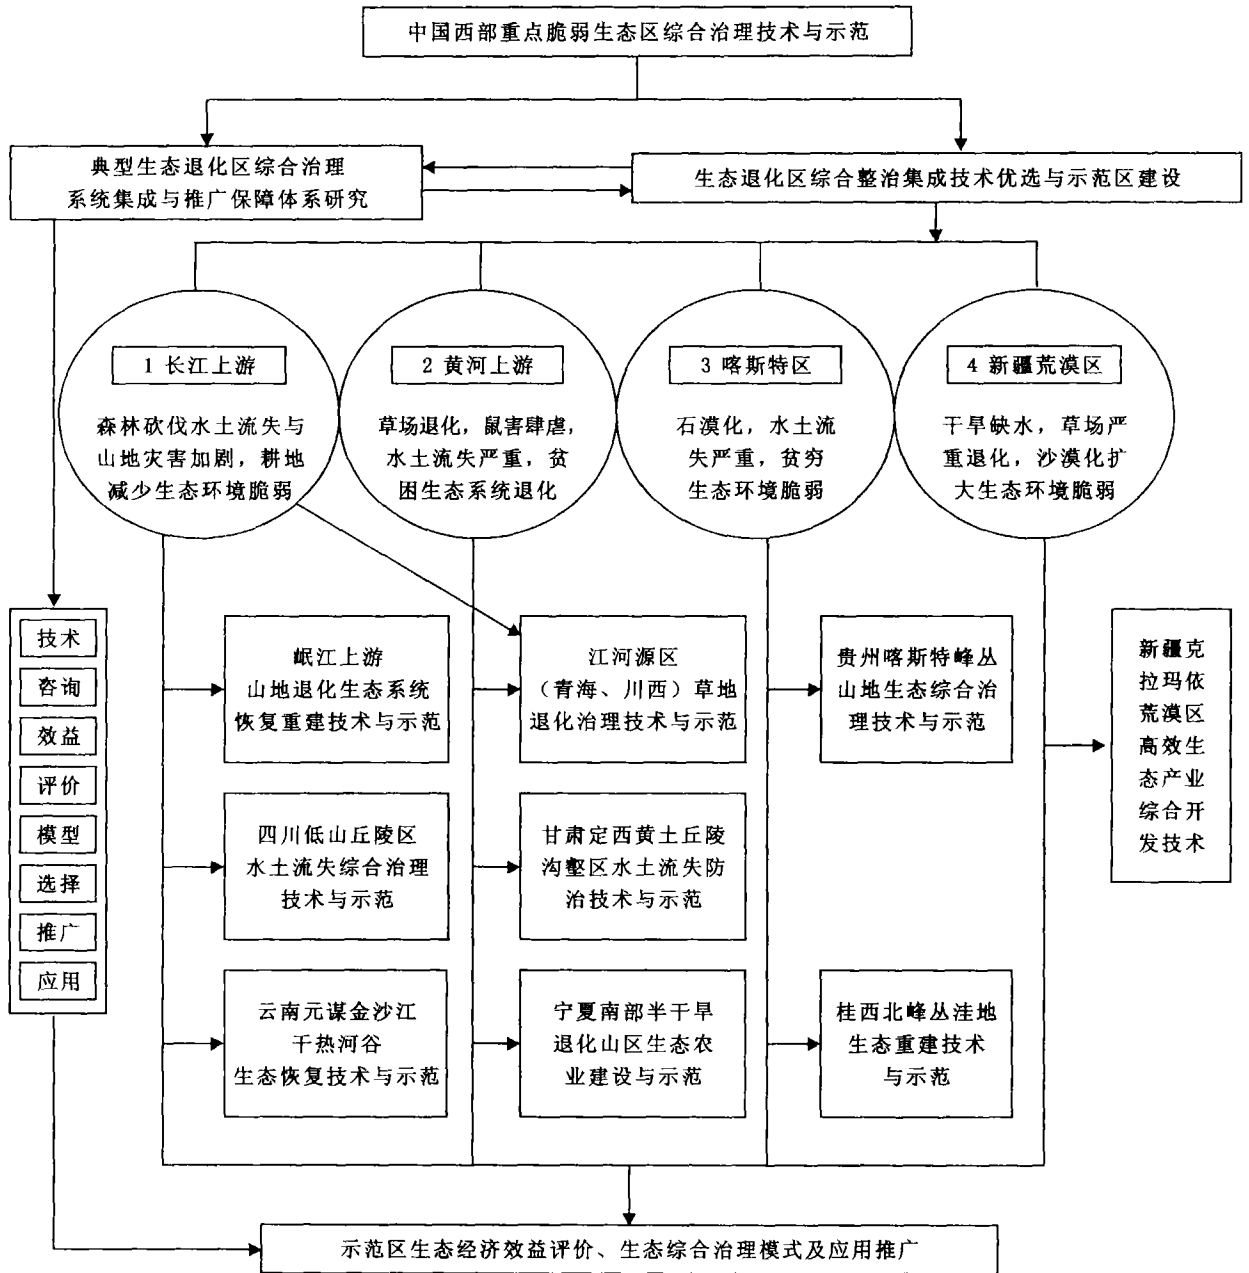 中国西部重点脆弱生态区综合治理技术与示范
典型生态退化区综合治理
系统集成与推广保障体系研究
生态退化区综合整治集成技术优选与示范区建设
1 长江上游
森林砍伐水土流失与
山地灾害加剧，耕地
减少生态环境脆弱
2 黄河上游
草场退化，鼠害肆虐，
水土流失严重，贫
困生态系统退化
3 喀斯特区
石漠化，水土流
失严重，贫穷
生态环境脆弱
4 新疆荒漠区
干旱缺水，草场严
重退化，沙漠化扩
大生态环境脆弱
技术
咨询
效益
评价
模型
选择
推广
应用
岷江上游
山地退化生态系统
恢复重建技术与示范
江河源区
（青海、川西）草地
退化治理技术与示范
贵州喀斯特峰丛
山地生态综合治
理技术与示范
新疆克
拉玛依
荒漠区
高效生
态产业
综合开
发技术
四川低山丘陵区
水土流失综合治理
技术与示范
甘肃定西黄土丘陵
沟壑区水土流失防
治技术与示范
云南元谋金沙江
干热河谷
生态恢复技术与示范
宁夏南部半干旱
退化山区生态农
业建设与示范
桂西北峰丛洼地
生态重建技术
与示范
示范区生态经济效益评价、生态综合治理模式及应用推广